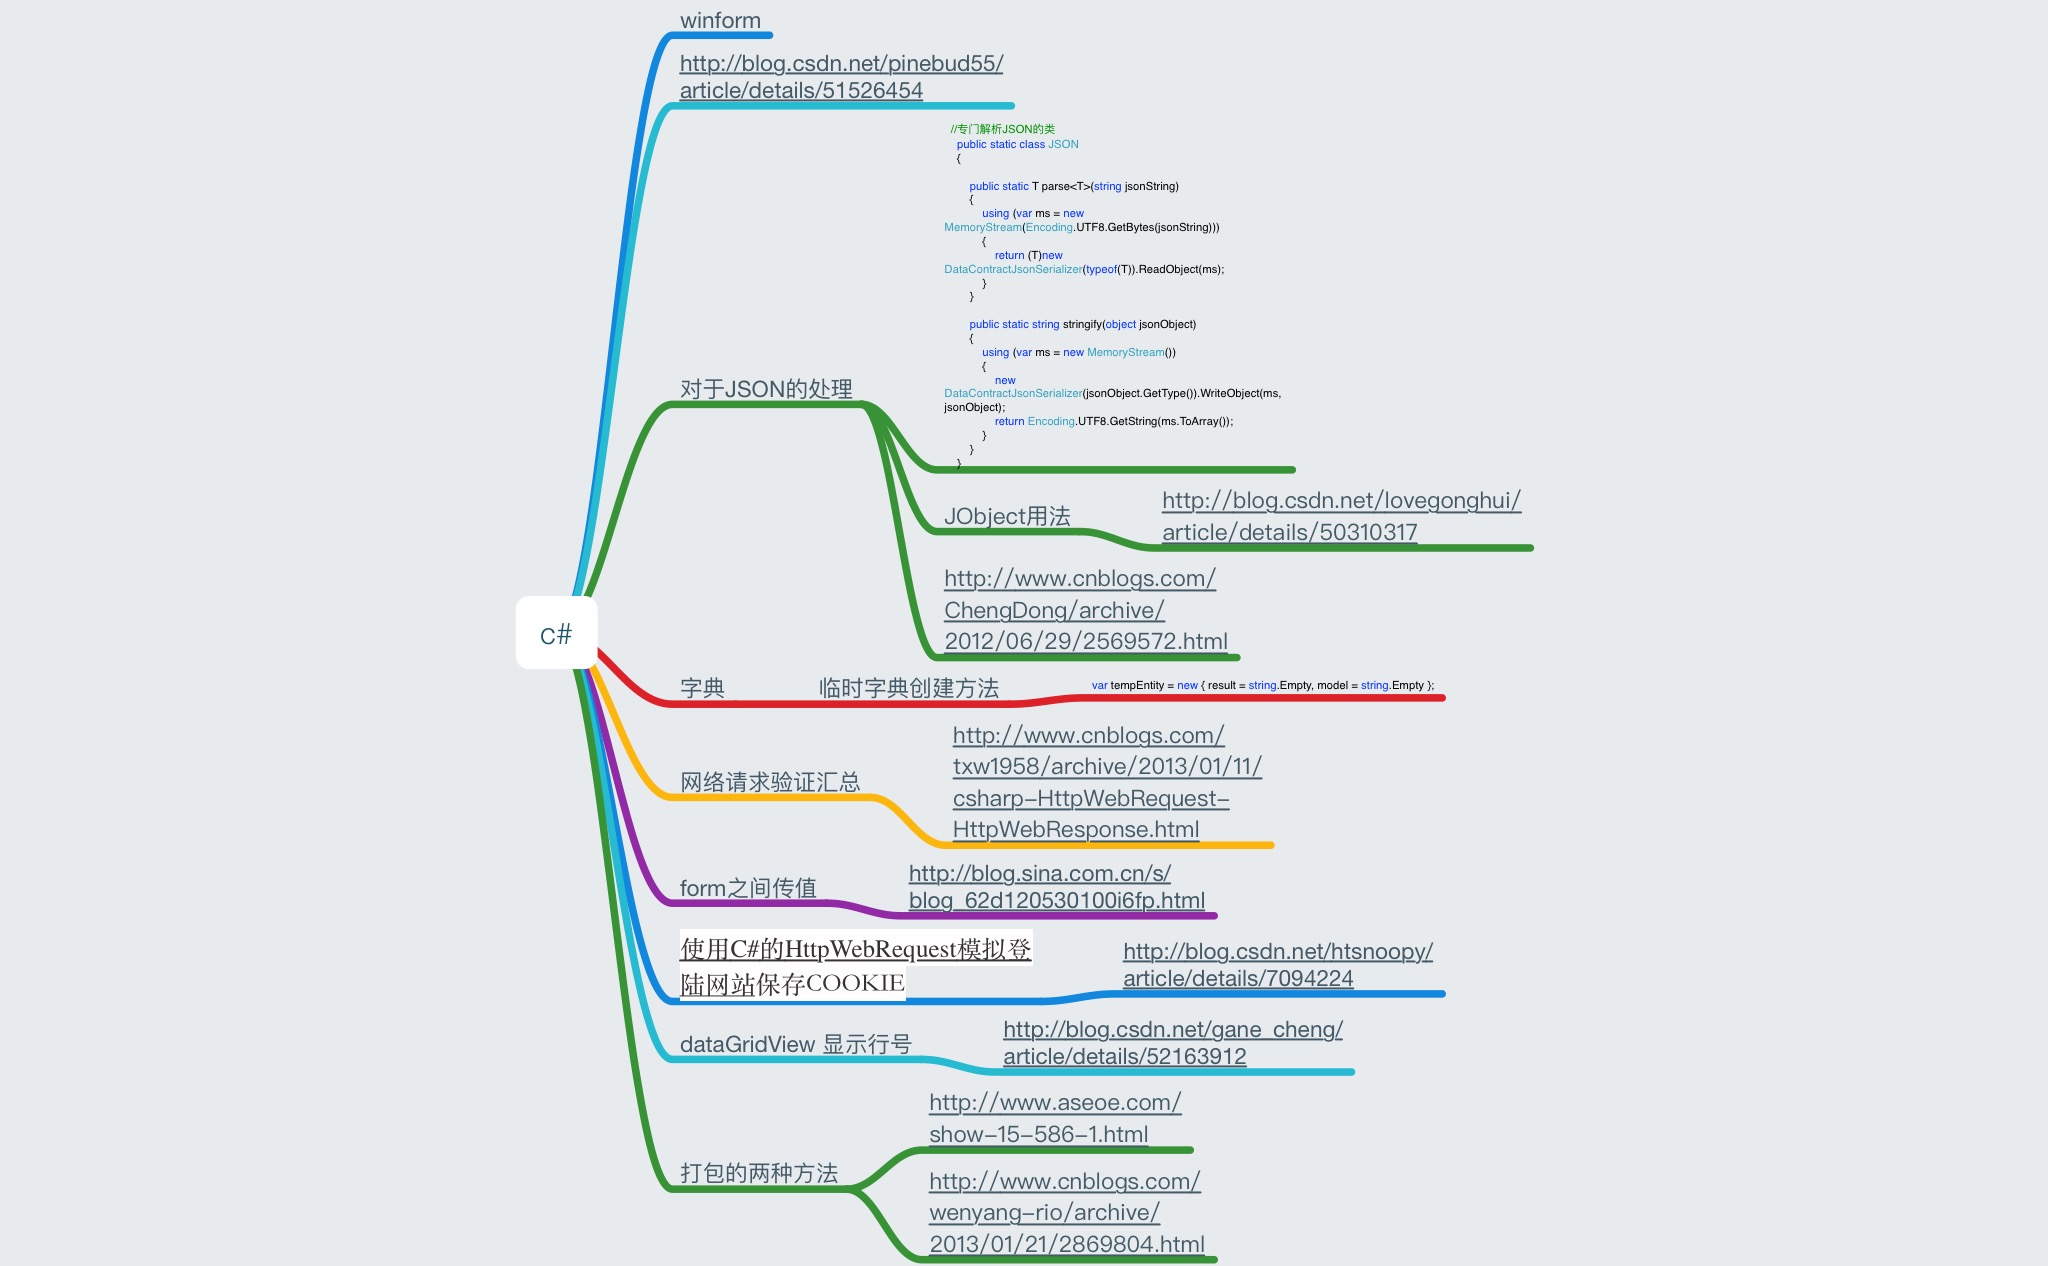 winform
http://blog.csdn.net/pinebud55/
article/details/51526454
//专门解析JSON的类
public static class JSON
{
public static T parse<T>(string jsonString)
{
using (var ms = new
MemoryStream(Encoding.UTF8.GetBytes(jsonString)))
{
return (T)new
DataContractJsonSerializer(typeof(T)).ReadObject(ms);
}
}
public static string stringify(object jsonObject)
{
using (var ms = new MemoryStream())
{
new
DataContractJsonSerializer(jsonObject.GetType()).WriteObject(ms,
jsonObject);
return Encoding.UTF8.GetString(ms.ToArray());
}
}
}
对于JSON的处理
JObject用法
http://blog.csdn.net/lovegonghui/
article/details/50310317
http://www.cnblogs.com/
ChengDong/archive/
2012/06/29/2569572.html
c#
字典
临时字典创建方法
var tempEntity = new { result = string.Empty, model = string.Empty };
网络请求验证汇总
http://www.cnblogs.com/
txw1958/archive/2013/01/11/
csharp-HttpWebRequest-
HttpWebResponse.html
form之间传值
http://blog.sina.com.cn/s/
blog_62d120530100i6fp.html
使用C#的HttpWebRequest模拟登
陆网站保存COOKIE
http://blog.csdn.net/htsnoopy/
article/details/7094224
dataGridView 显示行号
http://blog.csdn.net/gane_cheng/
article/details/52163912
打包的两种方法
http://www.aseoe.com/
show-15-586-1.html
http://www.cnblogs.com/
wenyang-rio/archive/
2013/01/21/2869804.html